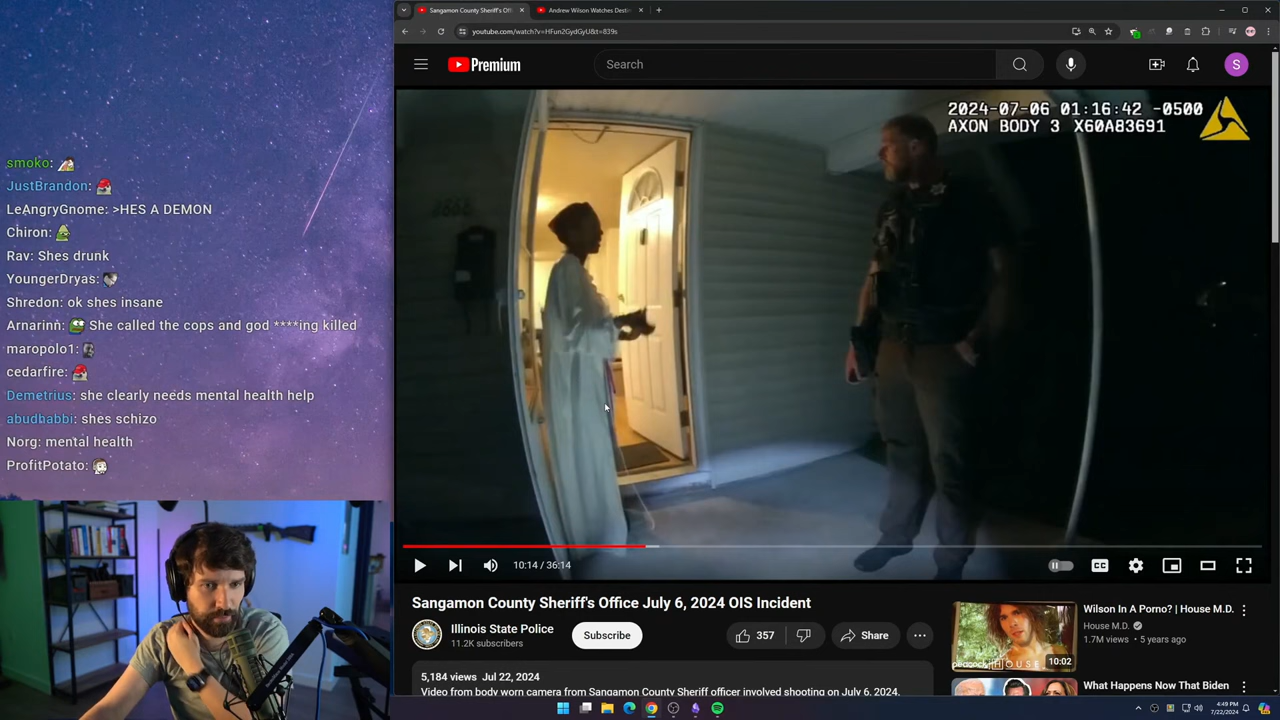 smoko:
JustBrandon:
LeAngryGnome: >HES A DEMON
Chiron:
Rav: Shes drunk
YoungerDryas:
Shredon: ok shes insane
Arnarinn: She called the cops and god ****ing killed
maropolo1:
cedarfire:
Demetrius: she clearly needs mental health help
abudbabbi: shes schizo
Norg: mental health
ProfitPotato:
Sangamon County Sheriff's Offi
Andrew Wilson Watches Desti
youtube.com/watch?v=HFun2GydGyU&t=839s
Premium
Search
S
2024-07-06 01:16:42 -0500
AXON BODY 3 X60A83691
10:14 / 36:14
CC
Sangamon County Sheriff's Office July 6, 2024 OIS Incident
Illinois State Police
11.2K subscribers
Subscribe
357
Share
5,184 views Jul 22, 2024
Video from body worn camera from Sangamon County Sheriff officer involved shooting on July 6, 2024.
peacock HOUSE
10:02
Wilson In A Porno? | House M.D.
House M.D.
1.7M views • 5 years ago
What Happens Now That Biden
4:49 PM
7/22/2024